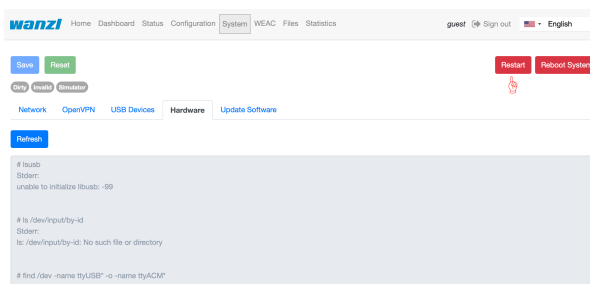 wanzl Home Dashboard Status Configuration System WEAC Files Statistics guest Sign out English
Save Reset Restart Reboot System
Dirty Invalid Simulator
Network OpenVPN USB Devices Hardware Update Software
Refresh
# lsusb
Stderr:
unable to initialize libusb: -99
# ls /dev/input/by-id
Stderr:
ls: /dev/input/by-id: No such file or directory
# find /dev -name ttyUSB* -o -name ttyACM*